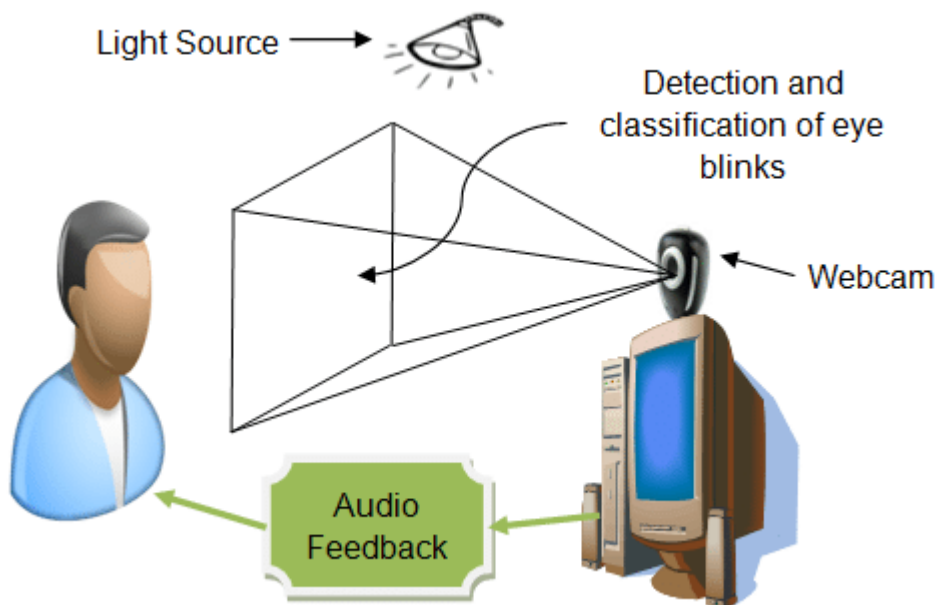 Light Source
Detection and
classification of eye
blinks
Webcam
Audio
Feedback